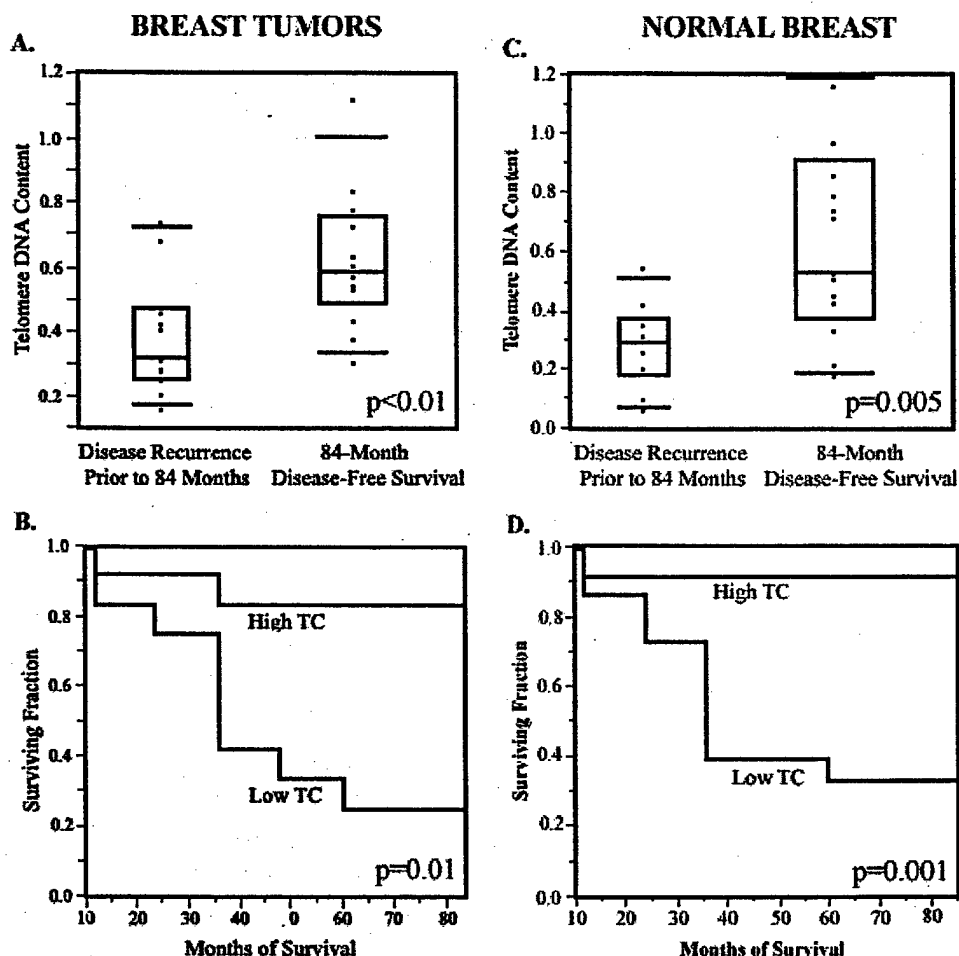 BREAST TUMORS
A.
1.2
1.0
0.8
0.6
0.4
0.2
Telomere DNA Content
p<0.01
Disease Recurrence
Prior to 84 Months
84-Month
Disease-Free Survival
NORMAL BREAST
C.
1.2
1.0
0.8
0.6
0.4
0.2
0.0
Telomere DNA Content
p=0.005
Disease Recurrence
Prior to 84 Months
84-Month
Disease-Free Survival
B.
1.0
0.8
0.6
0.4
0.2
0.0
Surviving Fraction
High TC
Low TC
p=0.01
10 20 30 40 0 60 70 80
Months of Survival
D.
1.0
0.8
0.6
0.4
0.2
0.0
Surviving Fraction
High TC
Low TC
p=0.001
10 20 30 40 50 60 70 80
Months of Survival